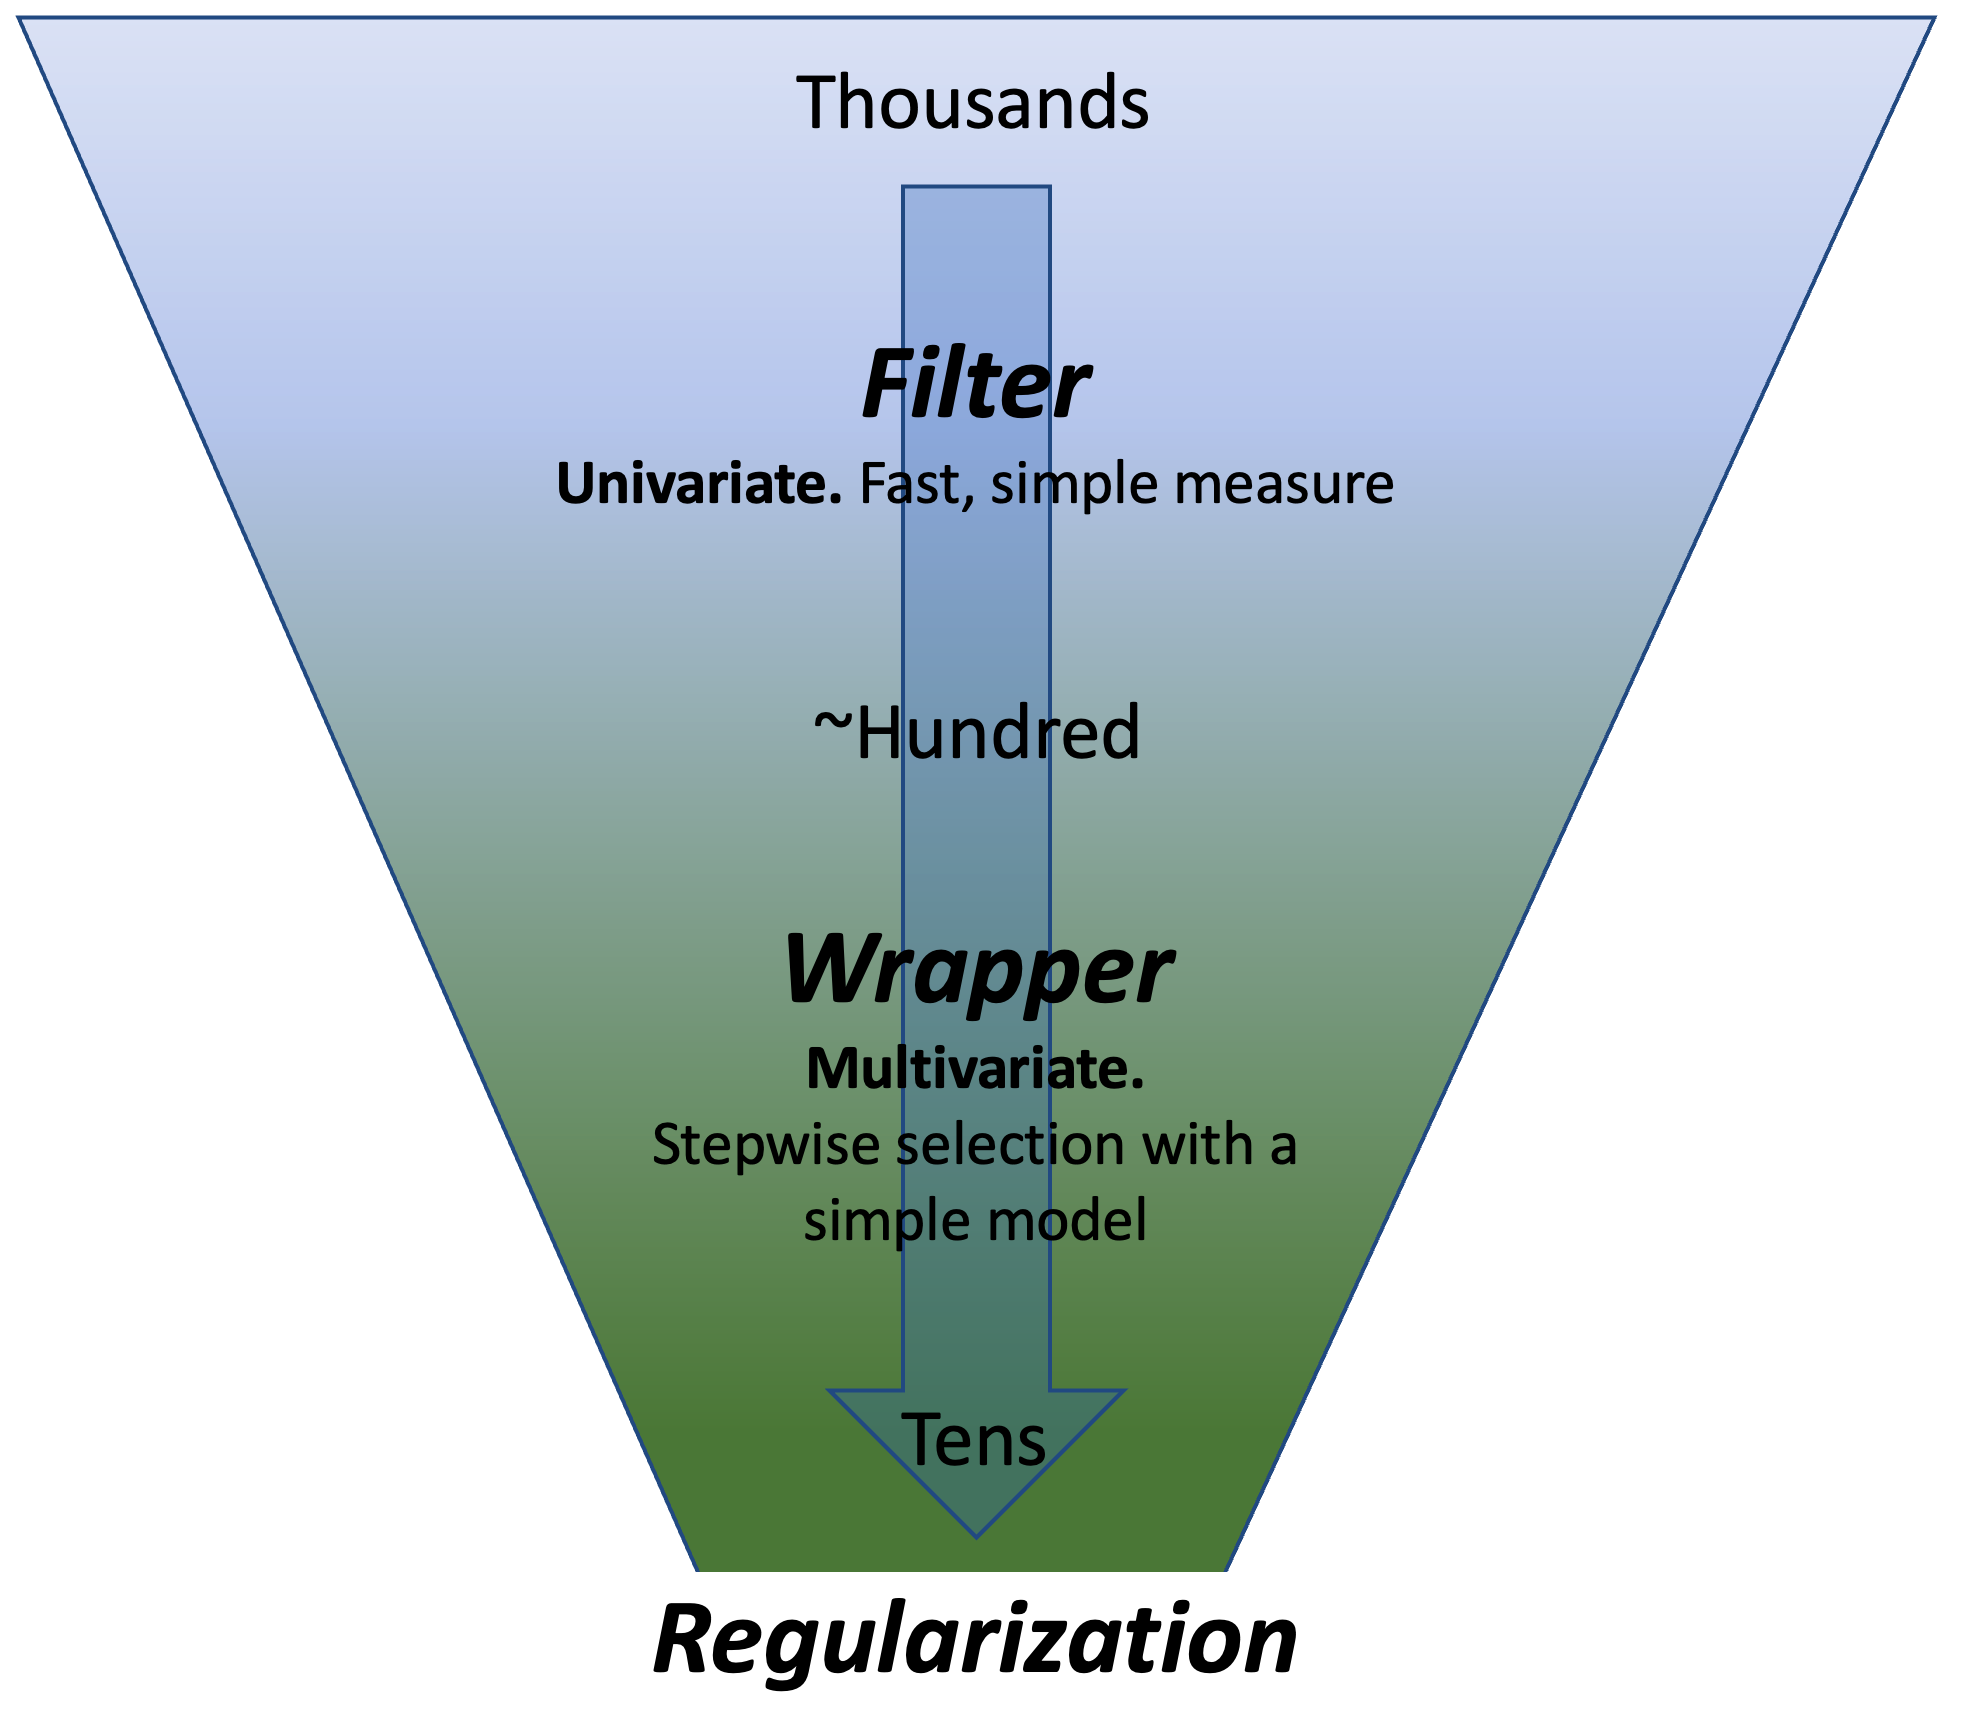 Thousands
Filter
Univariate. Fast, simple measure
~Hundred
Wrapper
Multivariate.
Stepwise selection with a
simple model
Tens
Regularization